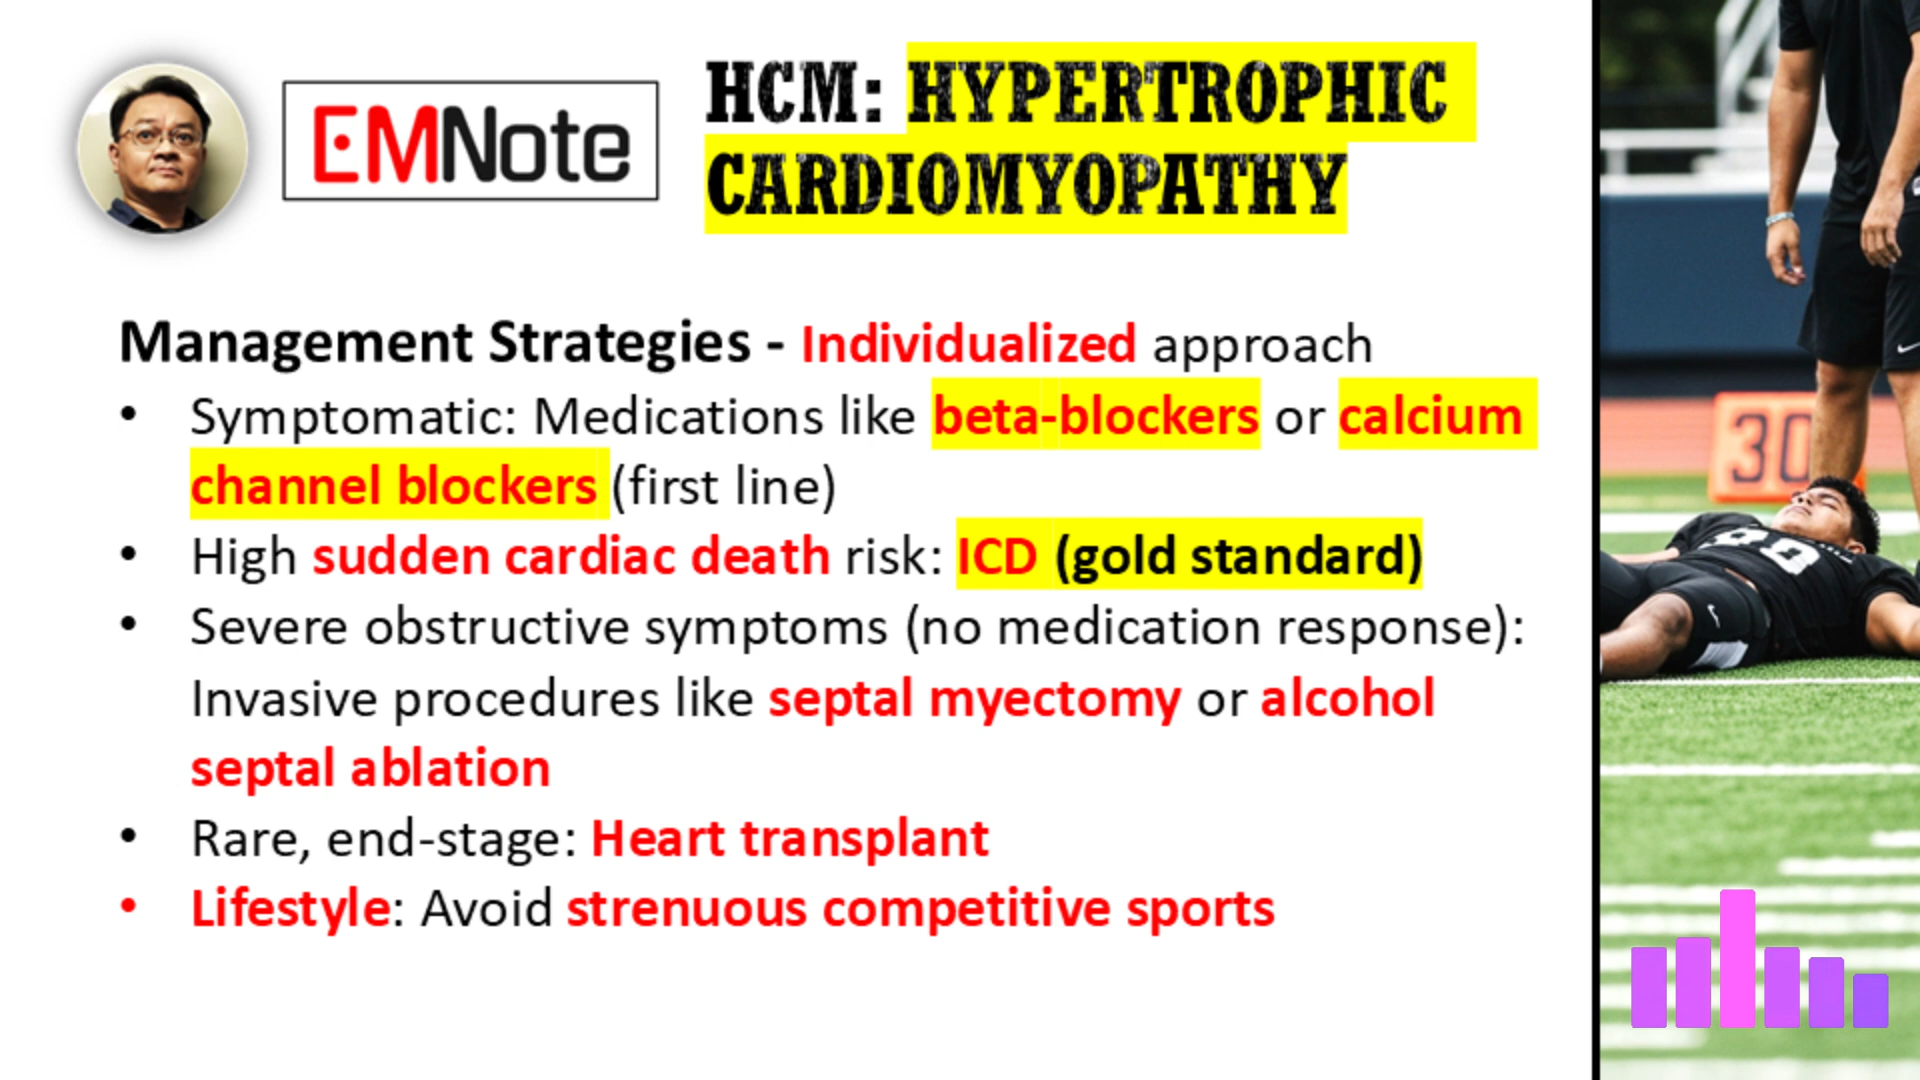 EMNote
HCM: HYPERTROPHIC
CARDIOMYOPATHY
Management Strategies - Individualized approach
• Symptomatic: Medications like beta-blockers or calcium
channel blockers (first line)
• High sudden cardiac death risk: ICD (gold standard)
• Severe obstructive symptoms (no medication response):
Invasive procedures like septal myectomy or alcohol
septal ablation
• Rare, end-stage: Heart transplant
• Lifestyle: Avoid strenuous competitive sports
30